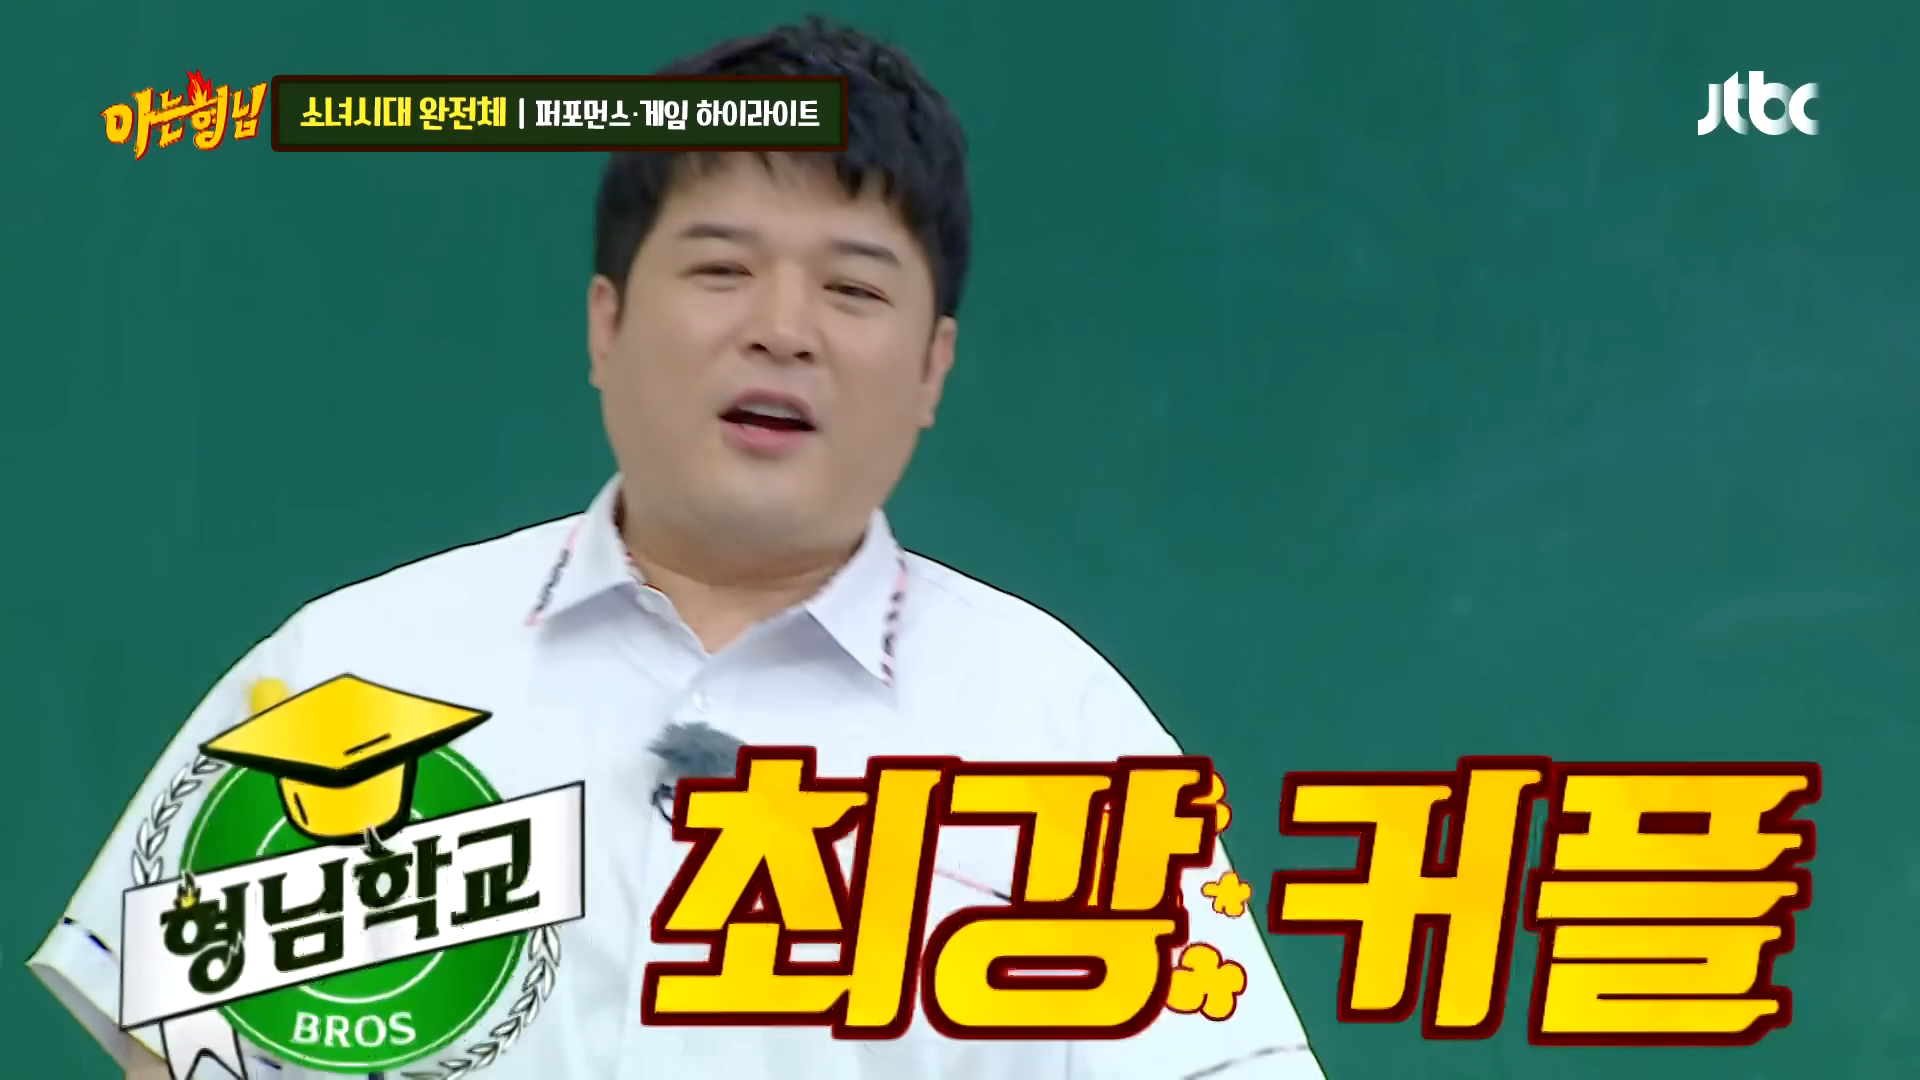 아는형님
소녀시대 완전체 | 퍼포먼스·게임 하이라이트
jtbc
형님학교
BROS
최강 커플